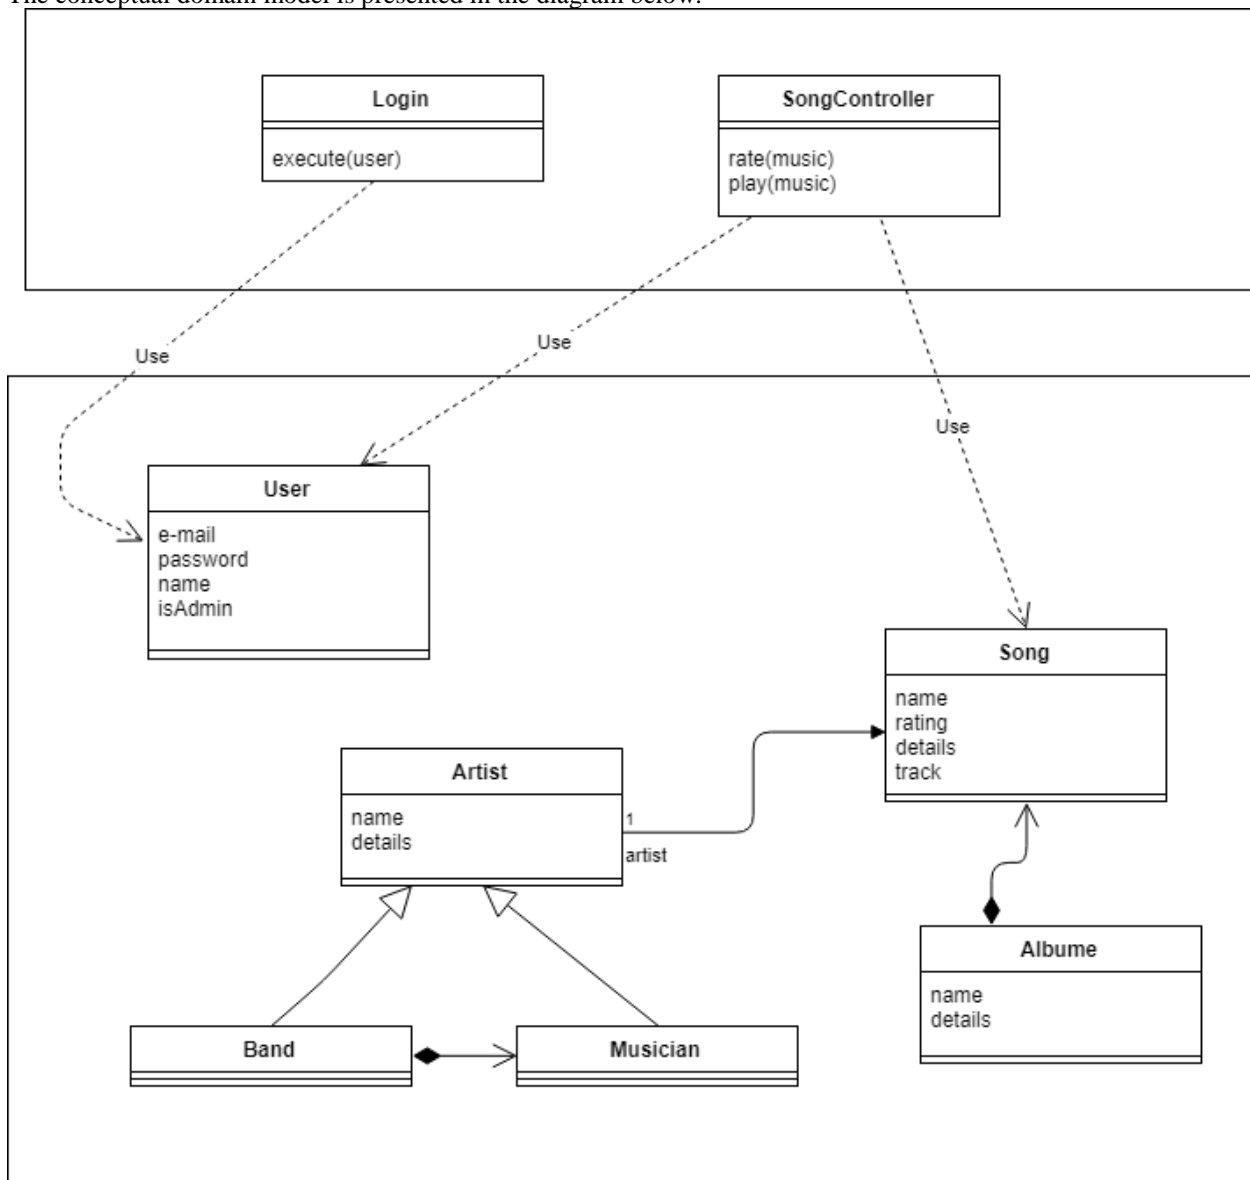 The conceptual domain model is presented in the diagram below.
Login
execute(user)
SongController
rate(music)
play(music)
Use
Use
Use
User
e-mail
password
name
isAdmin
Song
name
rating
details
track
Artist
name
details
1
artist
Albume
name
details
Band
Musician